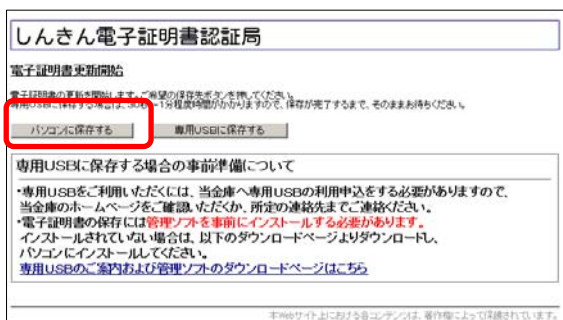 しんきん電子証明書認証局
電子証明書更新開始
電子証明書の更新を開始します。ご希望の保存先ボタンを押してください。
専用USBに保存する場合は、30秒~1分程度時間がかかりますので、保存が完了するまで、そのままお待ちください。
パソコンに保存する 専用USBに保存する
専用USBに保存する場合の事前準備について
・専用USBをご利用いただくには、当金庫へ専用USBの利用申込をする必要がありますので、
当金庫のホームページをご確認いただくか、所定の連絡先までご連絡ください。
・電子証明書の保存には管理ソフトを事前にインストールする必要があります。
インストールされていない場合は、以下のダウンロードページよりダウンロードし、
パソコンにインストールしてください。
専用USBのご案内および管理ソフトのダウンロードページはこちら
本Webサイト上における各コンテンツは、著作権によって保護されています。